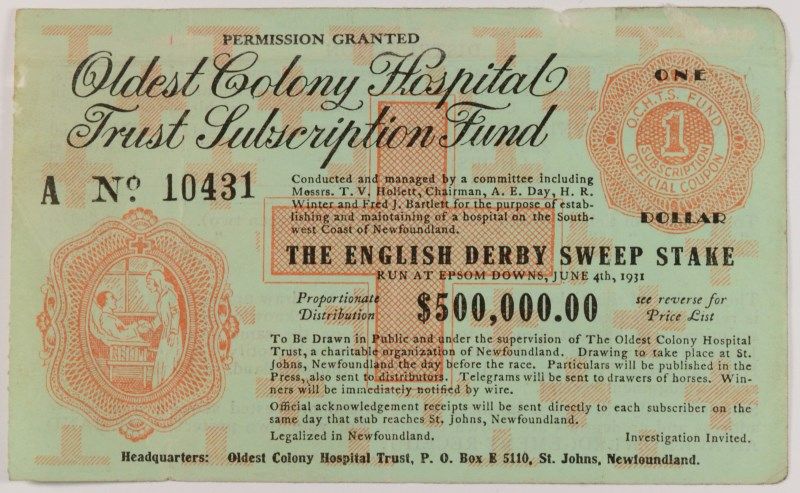 PERMISSION GRANTED
Oldest Colony Hospital
Trust Subscription Fund
ONE
O.C.H.T.S. FUND
1
SUBSCRIPTION
OFFICIAL COUPON
DOLLAR
A No 10431
Conducted and managed by a committee including
Messrs. T. V. Hollett, Chairman, A. E. Day, H. R.
Winter and Fred J. Bartlett for the purpose of estab-
lishing and maintaining of a hospital on the South-
west Coast of Newfoundland.
THE ENGLISH DERBY SWEEP STAKE
RUN AT EPSOM DOWNS, JUNE 4th, 1931
Proportionate
Distribution
$500,000.00
see reverse for
Price List
To Be Drawn in Public and under the supervision of The Oldest Colony Hospital
Trust, a charitable organization of Newfoundland. Drawing to take place at St.
Johns, Newfoundland the day before the race. Particulars will be published in the
Press, also sent to distributors. Telegrams will be sent to drawers of horses. Win-
ners will be immediately notified by wire.
Official acknowledgement receipts will be sent directly to each subscriber on the
same day that stub reaches St. Johns, Newfoundland.
Legalized in Newfoundland. Investigation Invited.
Headquarters: Oldest Colony Hospital Trust, P. O. Box E 5110, St. Johns, Newfoundland.